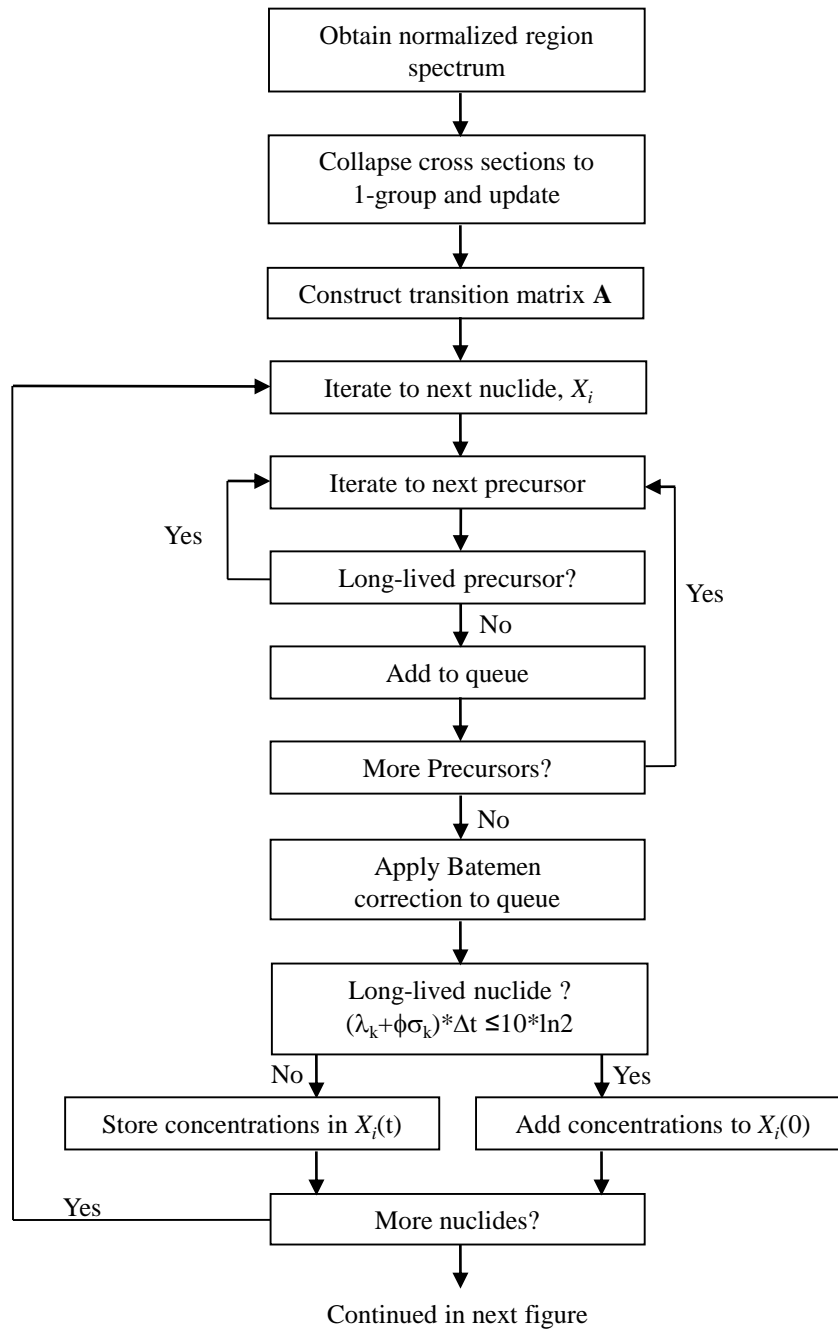 Obtain normalized region
spectrum
Collapse cross sections to
1-group and update
Construct transition matrix A
Iterate to next nuclide, Xᵢ
Iterate to next precursor
Yes
Long-lived precursor?
Yes
No
Add to queue
More Precursors?
No
Apply Batemen
correction to queue
Long-lived nuclide ?
(λₖ+ϕσₖ)*Δt ≤10*ln2
No
Yes
Store concentrations in Xᵢ(t)
Add concentrations to Xᵢ(0)
Yes
More nuclides?
Continued in next figure